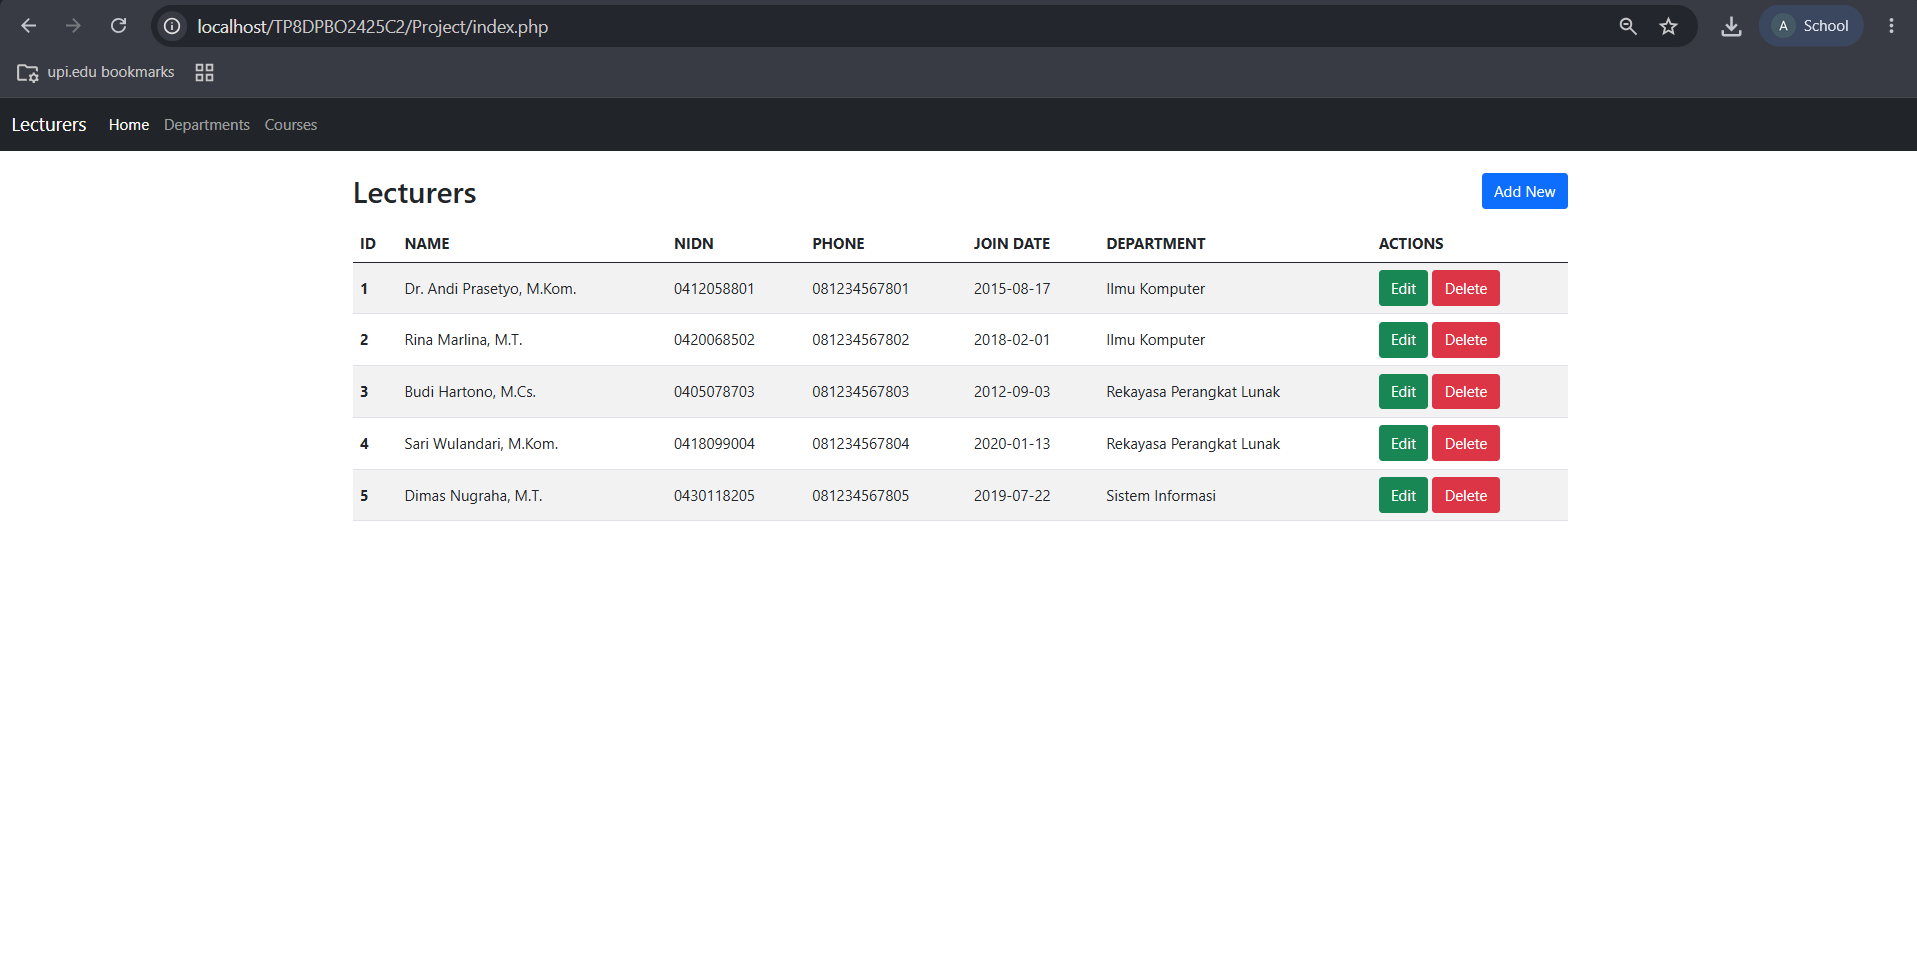 localhost/TP8DPBO2425C2/Project/index.php
A School
upi.edu bookmarks
Lecturers Home Departments Courses
Lecturers Add New
ID NAME NIDN PHONE JOIN DATE DEPARTMENT ACTIONS
1 Dr. Andi Prasetyo, M.Kom. 0412058801 081234567801 2015-08-17 Ilmu Komputer Edit Delete
2 Rina Marlina, M.T. 0420068502 081234567802 2018-02-01 Ilmu Komputer Edit Delete
3 Budi Hartono, M.Cs. 0405078703 081234567803 2012-09-03 Rekayasa Perangkat Lunak Edit Delete
4 Sari Wulandari, M.Kom. 0418099004 081234567804 2020-01-13 Rekayasa Perangkat Lunak Edit Delete
5 Dimas Nugraha, M.T. 0430118205 081234567805 2019-07-22 Sistem Informasi Edit Delete